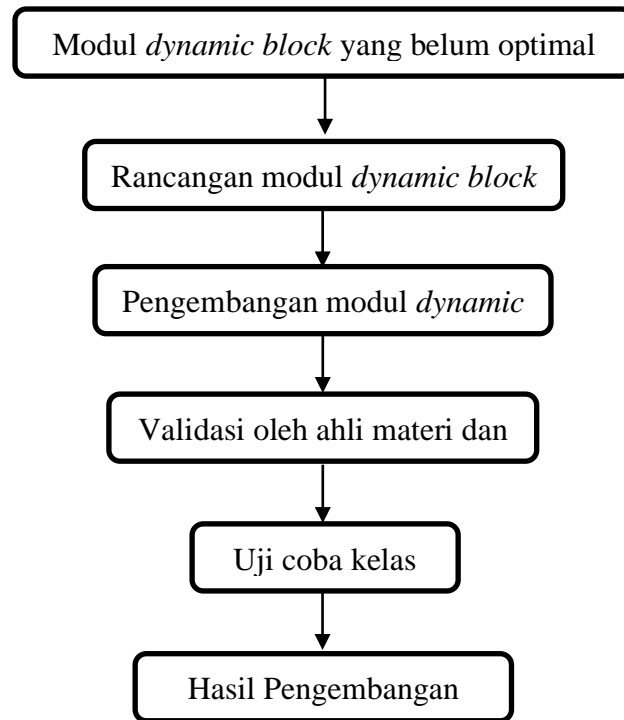 Modul dynamic block yang belum optimal
Rancangan modul dynamic block
Pengembangan modul dynamic
Validasi oleh ahli materi dan
Uji coba kelas
Hasil Pengembangan